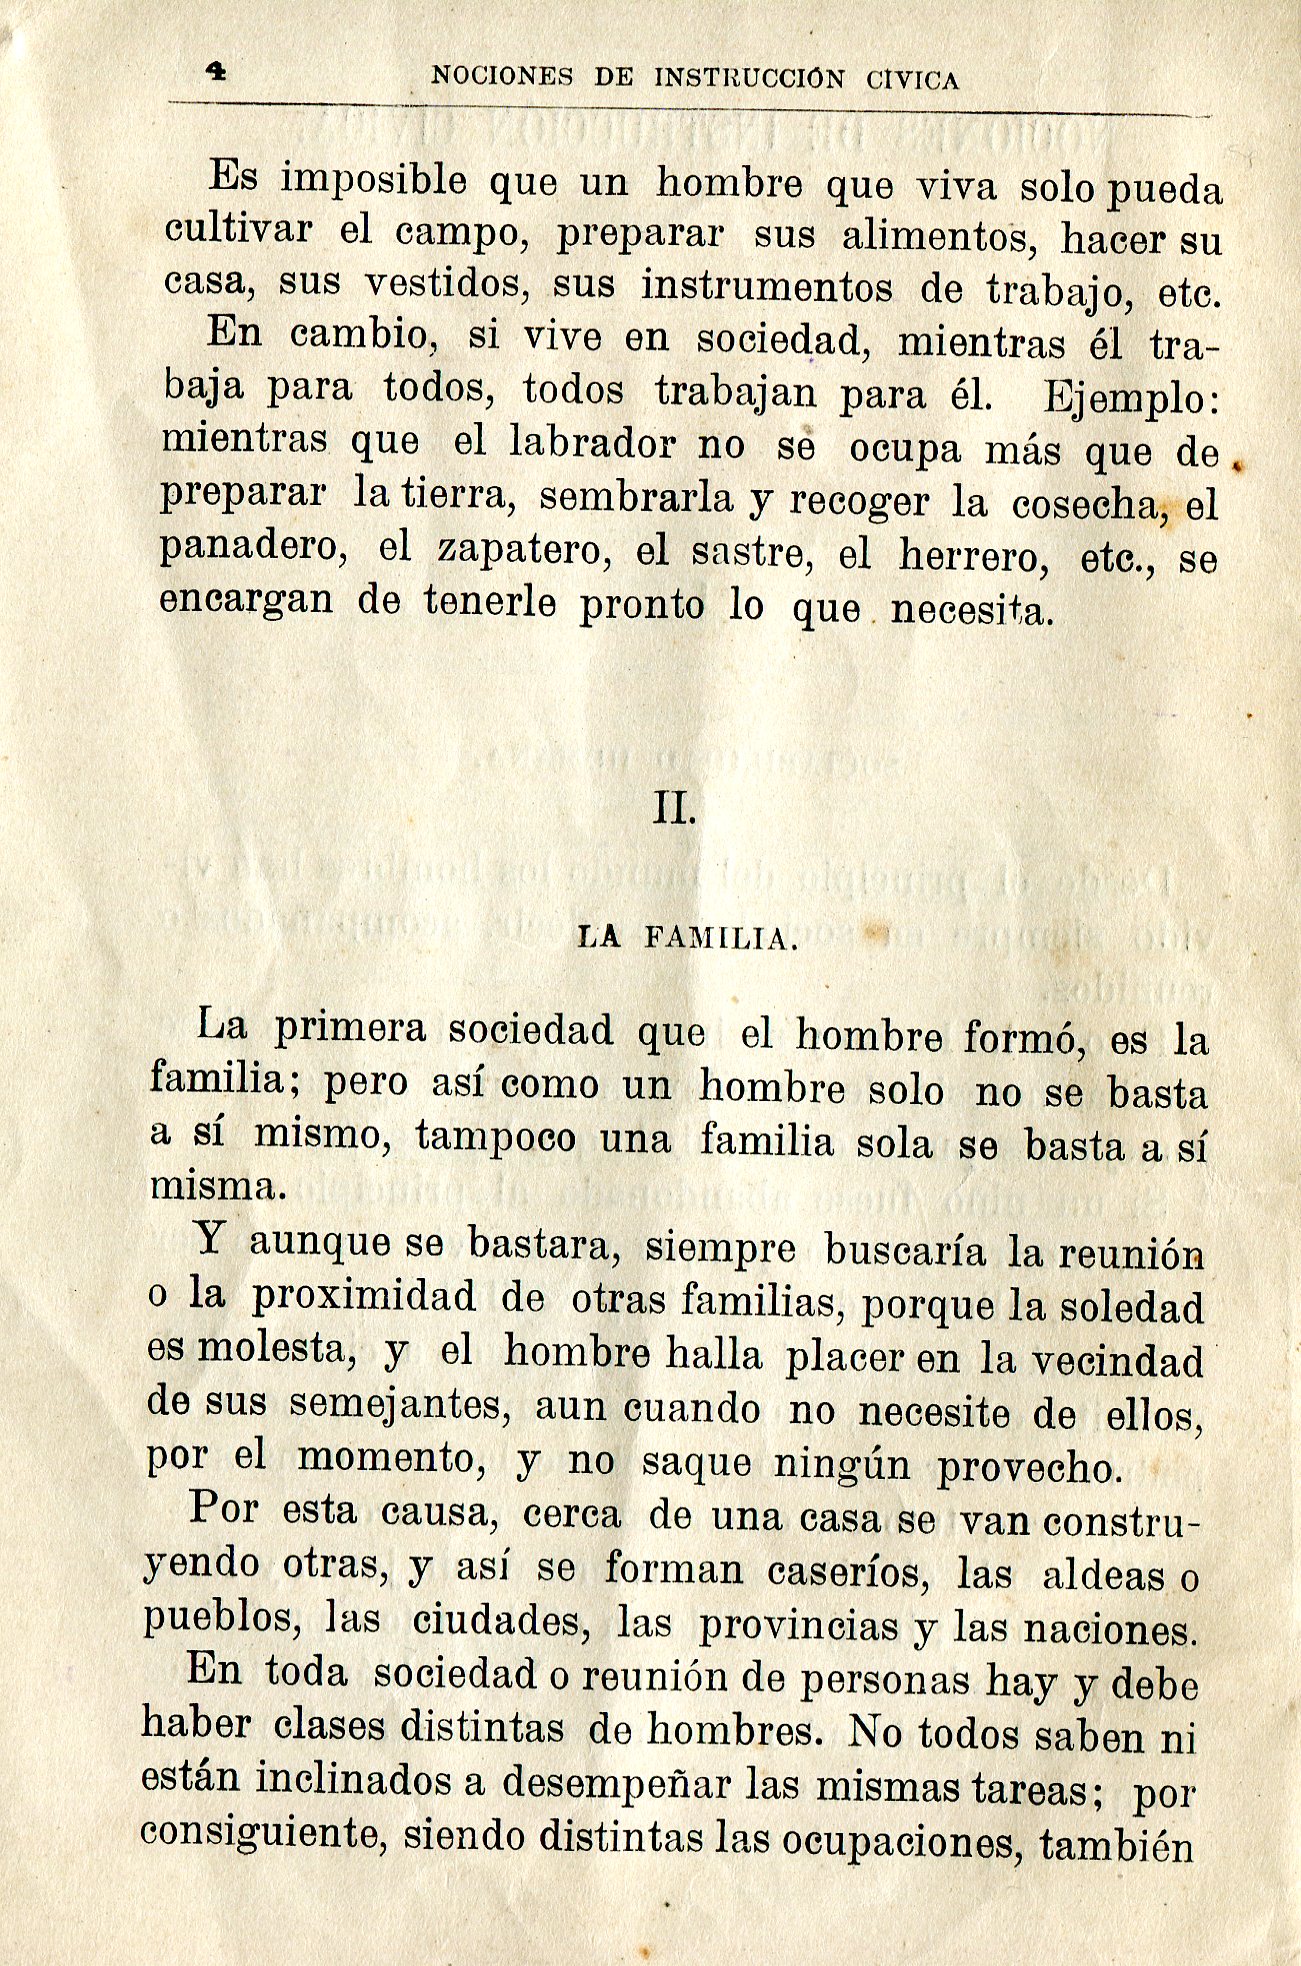 4 NOCIONES DE INSTRUCCIÓN CÍVICA
Es imposible que un hombre que viva solo pueda
cultivar el campo, preparar sus alimentos, hacer su
casa, sus vestidos, sus instrumentos de trabajo, etc.
En cambio, si vive en sociedad, mientras él tra-
baja para todos, todos trabajan para él. Ejemplo:
mientras que el labrador no se ocupa más que de
preparar la tierra, sembrarla y recoger la cosecha, el
panadero, el zapatero, el sastre, el herrero, etc., se
encargan de tenerle pronto lo que necesita.
II.
LA FAMILIA.
La primera sociedad que el hombre formó, es la
familia; pero así como un hombre solo no se basta
a sí mismo, tampoco una familia sola se basta a sí
misma.
Y aunque se bastara, siempre buscaría la reunión
o la proximidad de otras familias, porque la soledad
es molesta, y el hombre halla placer en la vecindad
de sus semejantes, aun cuando no necesite de ellos,
por el momento, y no saque ningún provecho.
Por esta causa, cerca de una casa se van constru-
yendo otras, y así se forman caseríos, las aldeas o
pueblos, las ciudades, las provincias y las naciones.
En toda sociedad o reunión de personas hay y debe
haber clases distintas de hombres. No todos saben ni
están inclinados a desempeñar las mismas tareas; por
consiguiente, siendo distintas las ocupaciones, también